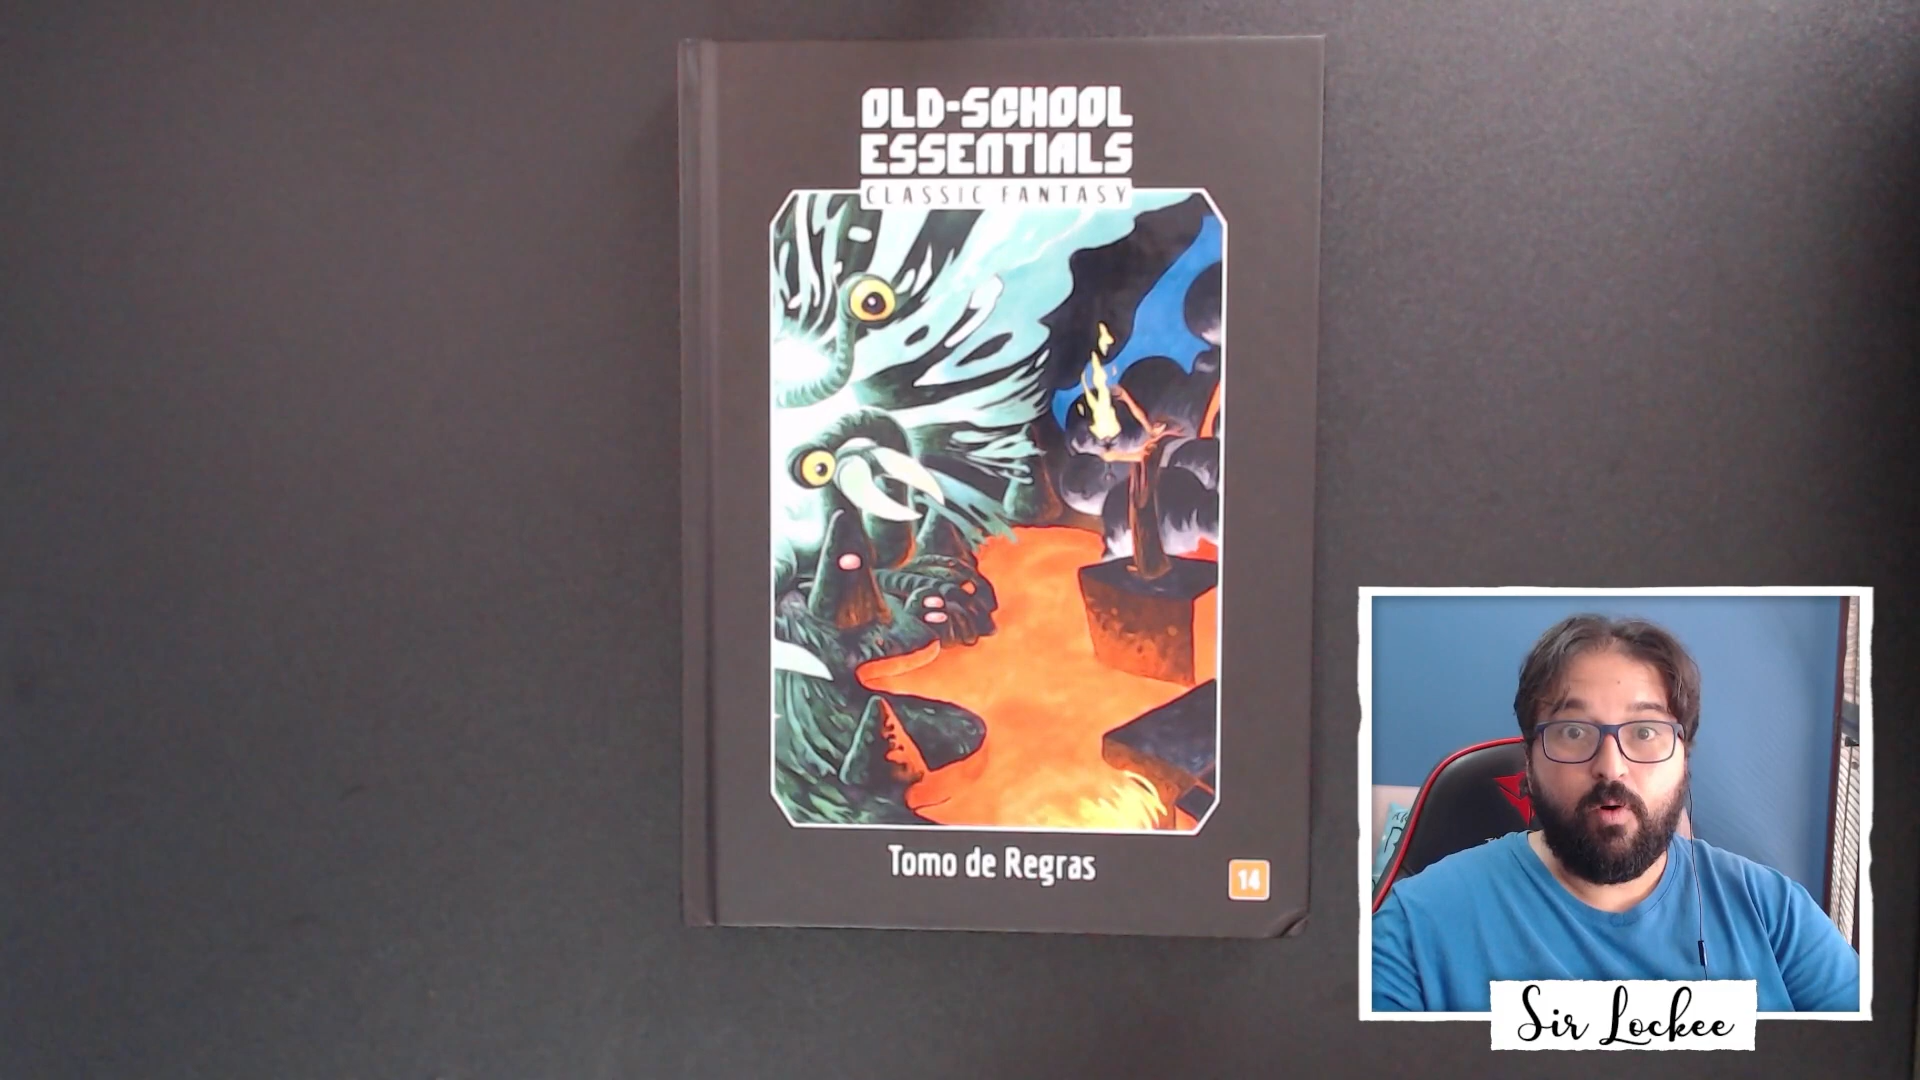 OLD-SCHOOL
ESSENTIALS
CLASSIC FANTASY
Tomo de Regras
14
Sir Lockee